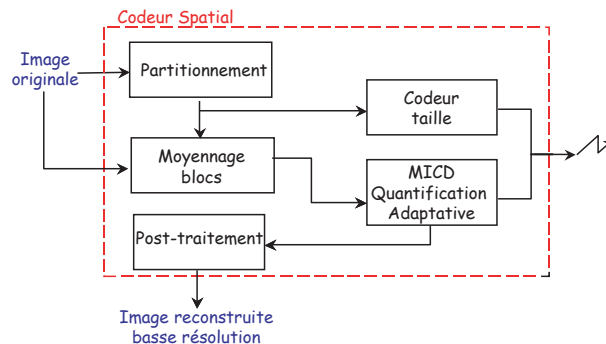 Codeur Spatial
Image
originale
Partitionnement
Codeur
taille
Moyennage
blocs
MICD
Quantification
Adaptative
Post-traitement
Image reconstruite
basse résolution